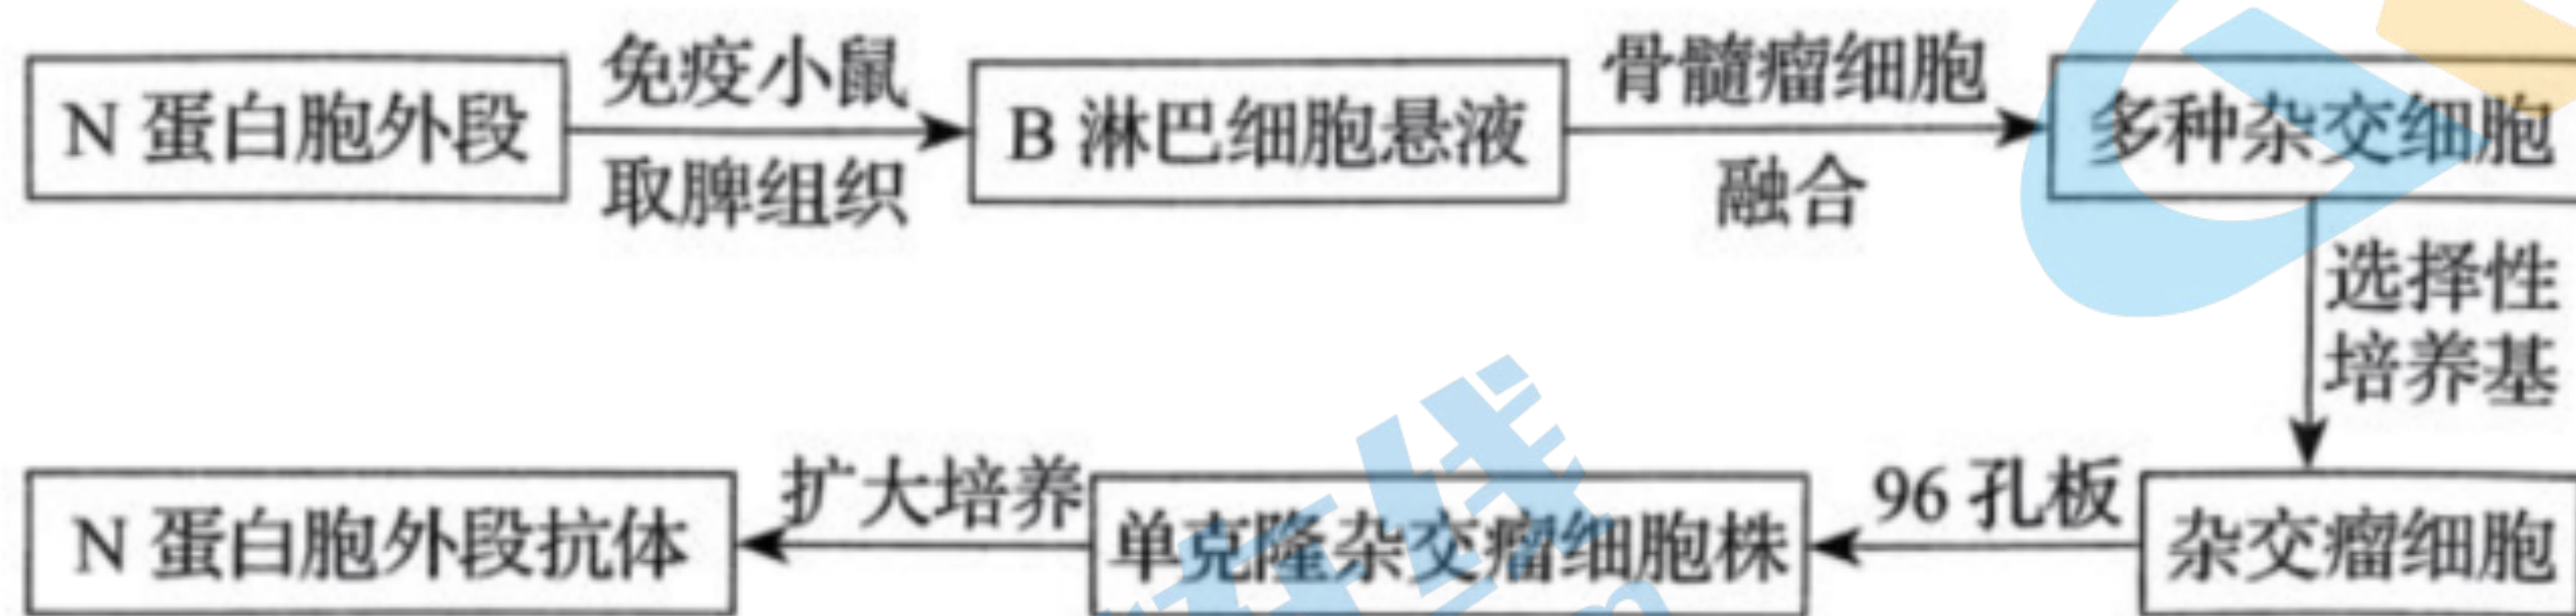 N 蛋白胞外段
免疫小鼠
取脾组织
B 淋巴细胞悬液
骨髓瘤细胞
融合
多种杂交细胞
选择性
培养基
杂交瘤细胞
96 孔板
单克隆杂交瘤细胞株
扩大培养
N 蛋白胞外段抗体
在线